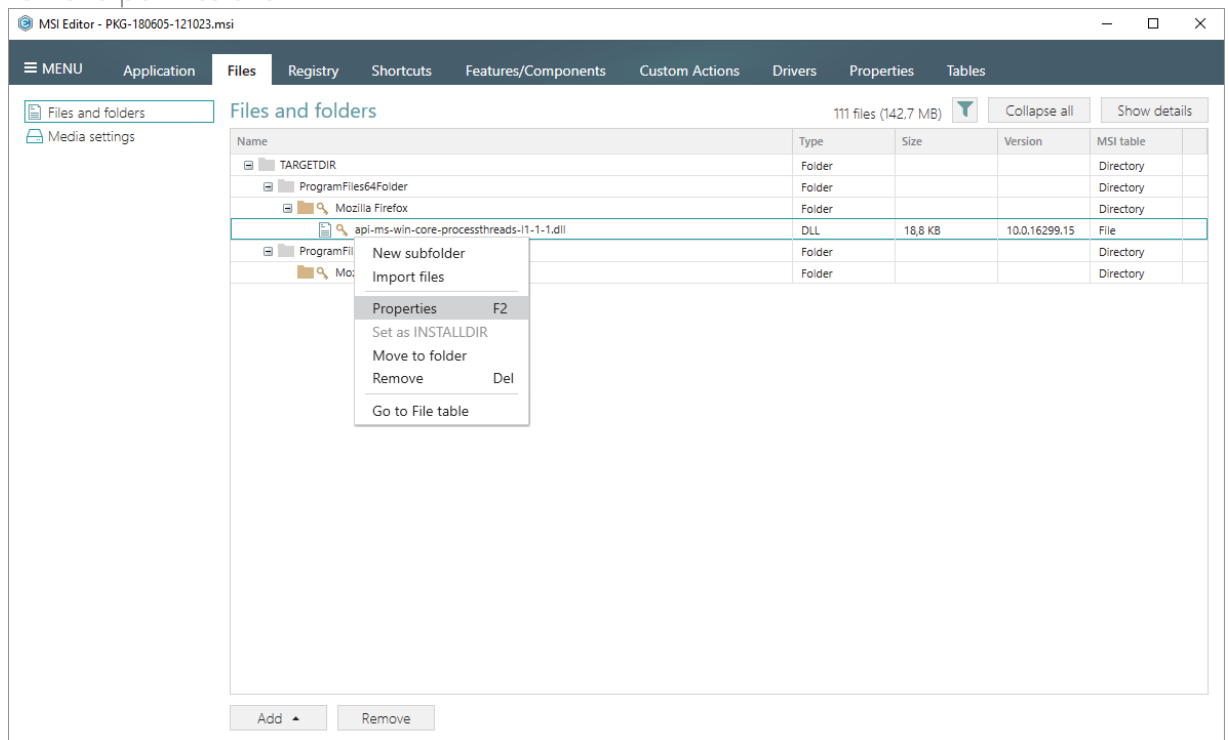 MSI Editor - PKG-180605-121023.msi
MENU Application Files Registry Shortcuts Features/Components Custom Actions Drivers Properties Tables
Files and folders
Media settings
Files and folders 111 files (142,7 MB) Collapse all Show details
Name Type Size Version MSI table
TARGETDIR Folder Directory
ProgramFiles64Folder Folder Directory
Mozilla Firefox Folder Directory
api-ms-win-core-processthreads-l1-1-1.dll DLL 18,8 KB 10.0.16299.15 File
ProgramFil Folder Directory
Moz Folder Directory
New subfolder
Import files
Properties F2
Set as INSTALLDIR
Move to folder
Remove Del
Go to File table
Add Remove